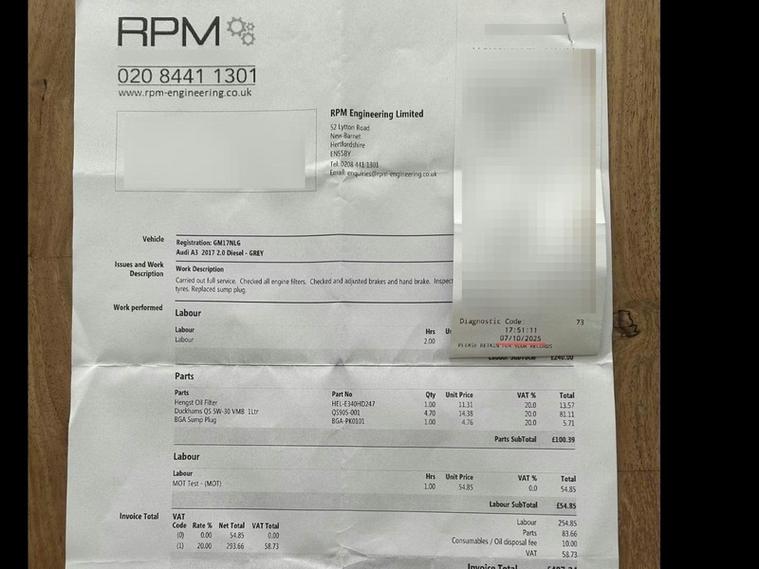 RPM
020 8441 1301
www.rpm-engineering.co.uk
RPM Engineering Limited
52 Lytton Road
New Barnet
Hertfordshire
EN55BY
Tel: 0208 441 1301
Email: enquiries@rpm-engineering.co.uk
Vehicle
Registration: GM17NLG
Audi A3 2017 2.0 Diesel - GREY
Issues and Work Description
Work Description
Carried out full service. Checked all engine filters. Checked and adjusted brakes and hand brake. Inspect
tyres. Replaced sump plug.
Work performed
Labour
Labour Hrs
Labour 2.00
Diagnostic Code: 73
17:51:11
07/10/2025
PLEASE RETAIN FOR YOUR RECORDS
Labour SubTotal £240.00
Parts
Parts Part No Qty Unit Price VAT % Total
Hengst Oil Filter HEL-E340HD247 1.00 11.31 20.0 13.57
Duckhams QS 5W-30 VMB 1Ltr QS905-001 4.70 14.38 20.0 81.11
BGA Sump Plug BGA-PK0101 1.00 4.76 20.0 5.71
Parts SubTotal £100.39
Labour
Labour Hrs Unit Price VAT % Total
MOT Test - (MOT) 1.00 54.85 0.0 54.85
Labour SubTotal £54.85
Invoice Total
VAT Code Rate % Net Total VAT Total
(0) 0.00 54.85 0.00
(1) 20.00 293.66 58.73
Labour 254.85
Parts 83.66
Consumables / Oil disposal fee 10.00
VAT 58.73
Invoice Total